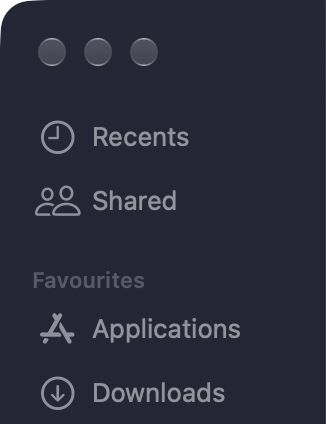 Recents
Shared
Favourites
Applications
Downloads